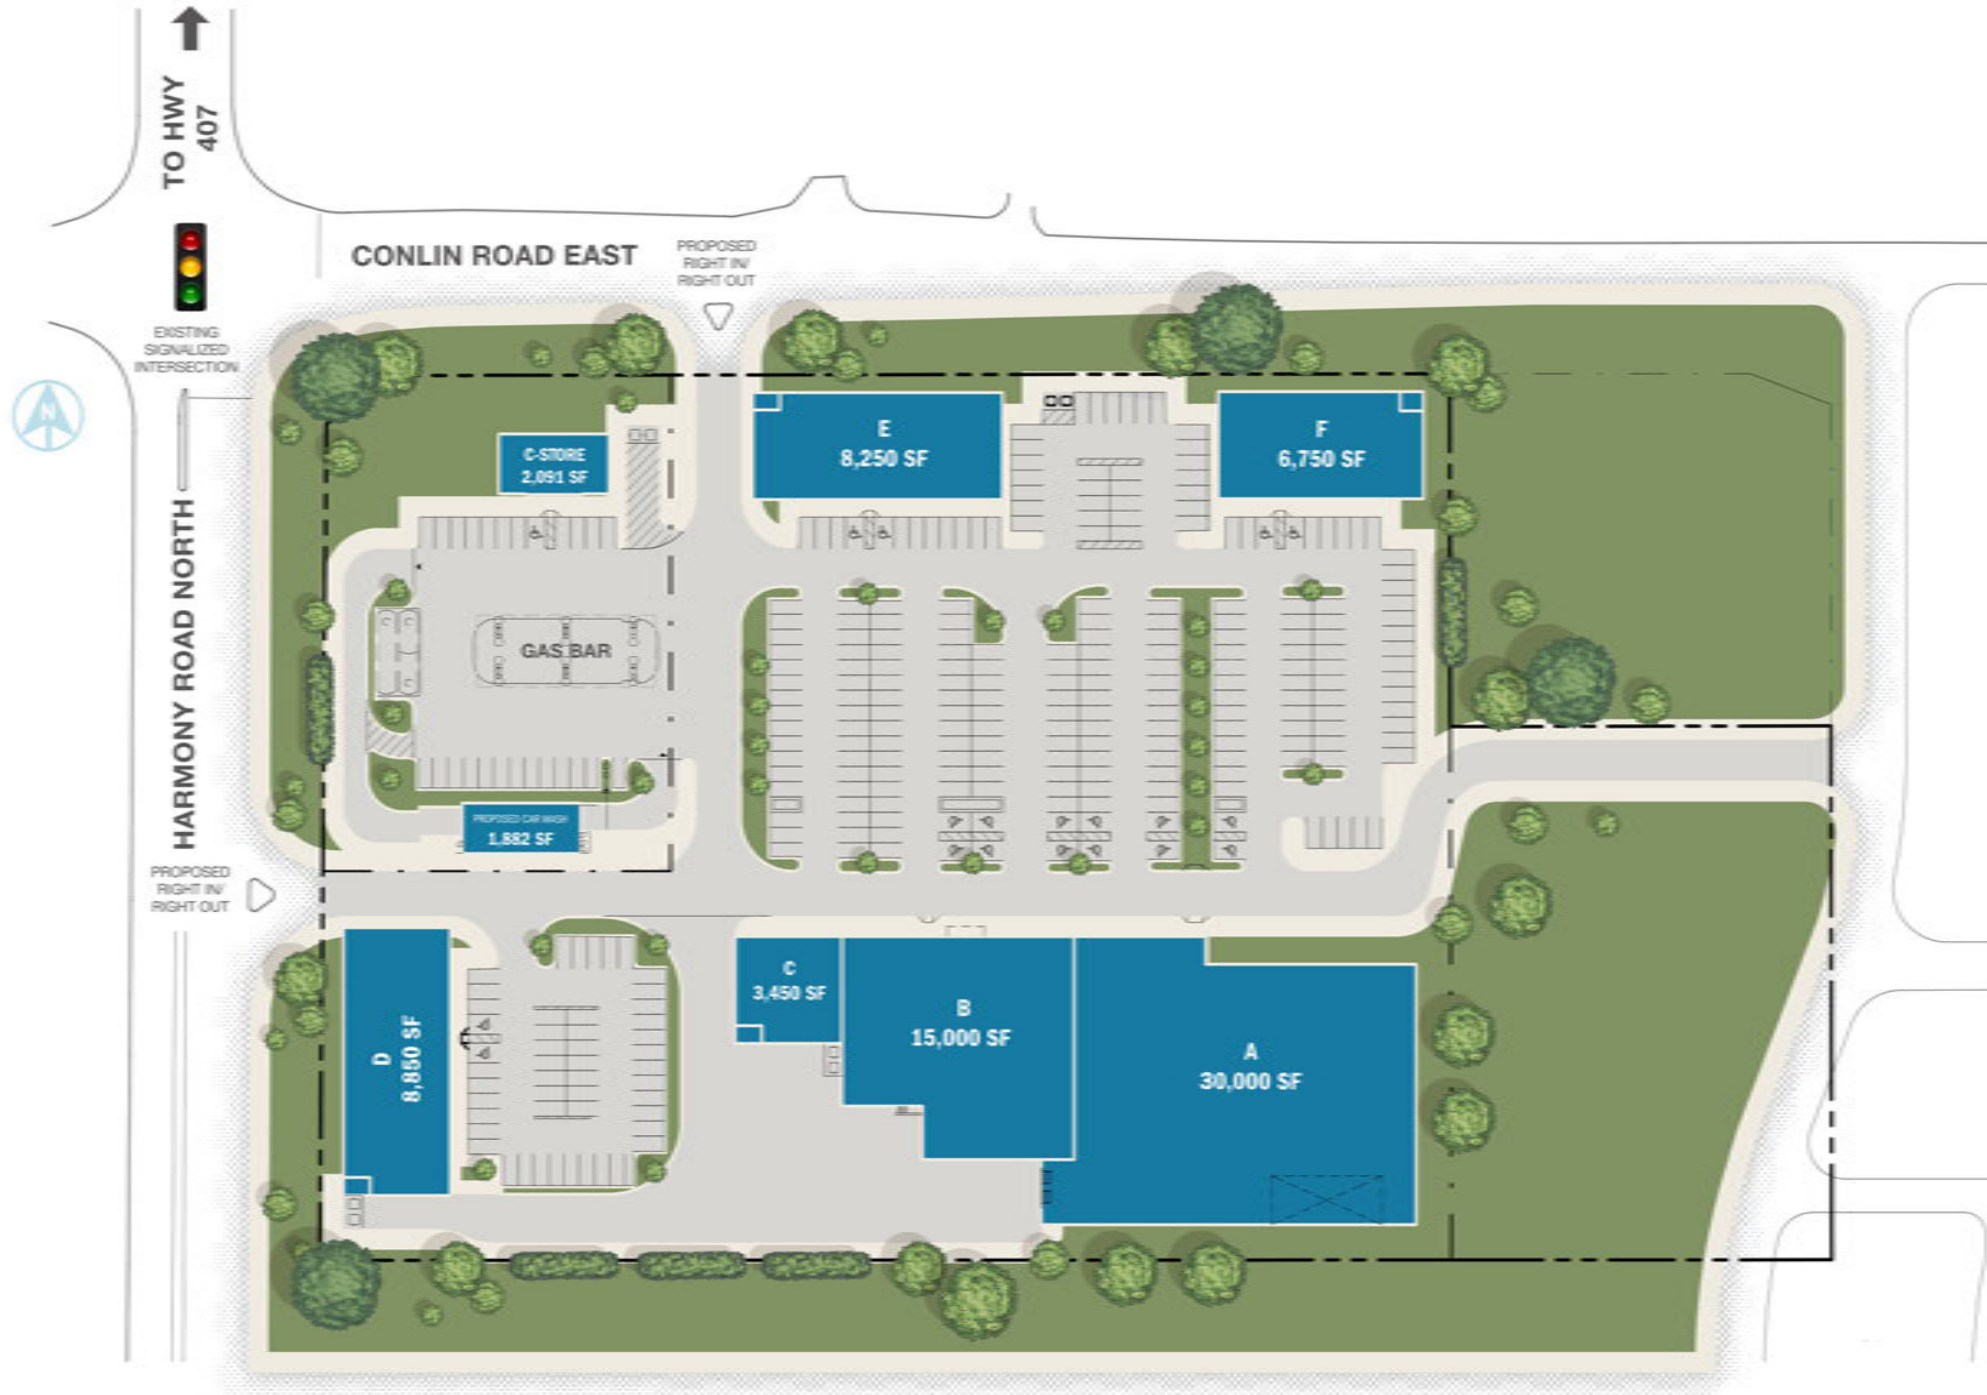 TO HWY
407
CONLIN ROAD EAST
PROPOSED
RIGHT IN/
RIGHT OUT
EXISTING
SIGNALIZED
INTERSECTION
N
HARMONY ROAD NORTH
C-STORE
2,091 SF
E
8,250 SF
F
6,750 SF
GAS BAR
PROPOSED CAR WASH
1,882 SF
PROPOSED
RIGHT IN/
RIGHT OUT
D
8,850 SF
C
3,450 SF
B
15,000 SF
A
30,000 SF